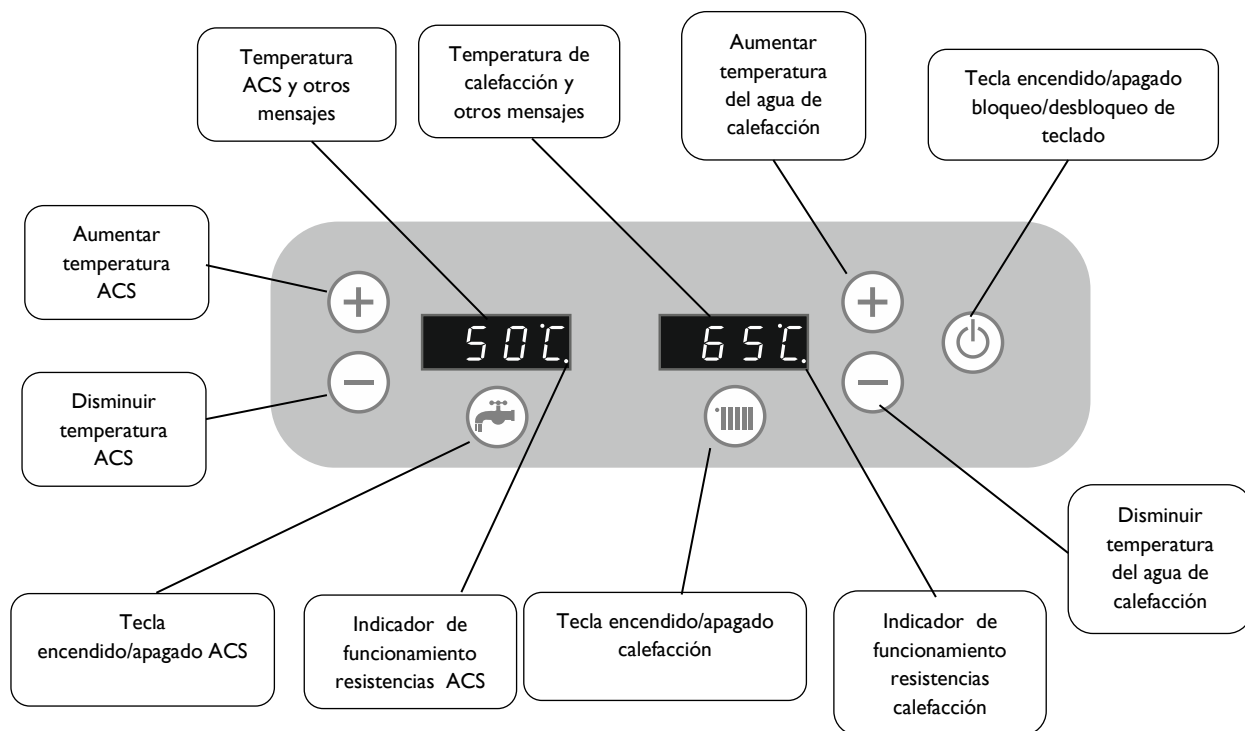 Temperatura
ACS y otros
mensajes
Temperatura de
calefacción y
otros mensajes
Aumentar
temperatura
del agua de
calefacción
Tecla encendido/apagado
bloqueo/desbloqueo de
teclado
Aumentar
temperatura
ACS
Disminuir
temperatura
ACS
50°C.
65°C.
Disminuir
temperatura
del agua de
calefacción
Tecla
encendido/apagado ACS
Indicador de
funcionamiento
resistencias ACS
Tecla encendido/apagado
calefacción
Indicador de
funcionamiento
resistencias
calefacción